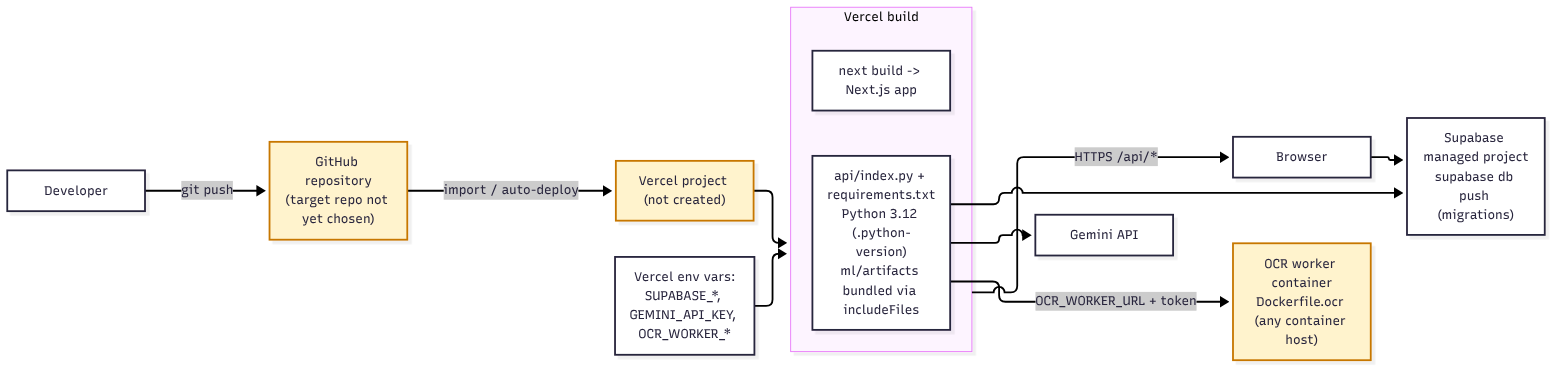 Developer
git push
GitHub
repository
(target repo not
yet chosen)
import / auto-deploy
Vercel project
(not created)
Vercel env vars:
SUPABASE_*,
GEMINI_API_KEY,
OCR_WORKER_*
Vercel build
next build ->
Next.js app
api/index.py +
requirements.txt
Python 3.12
(.python-
version)
ml/artifacts
bundled via
includeFiles
HTTPS /api/*
Browser
Gemini API
OCR_WORKER_URL + token
OCR worker
container
Dockerfile.ocr
(any container
host)
Supabase
managed project
supabase db
push
(migrations)